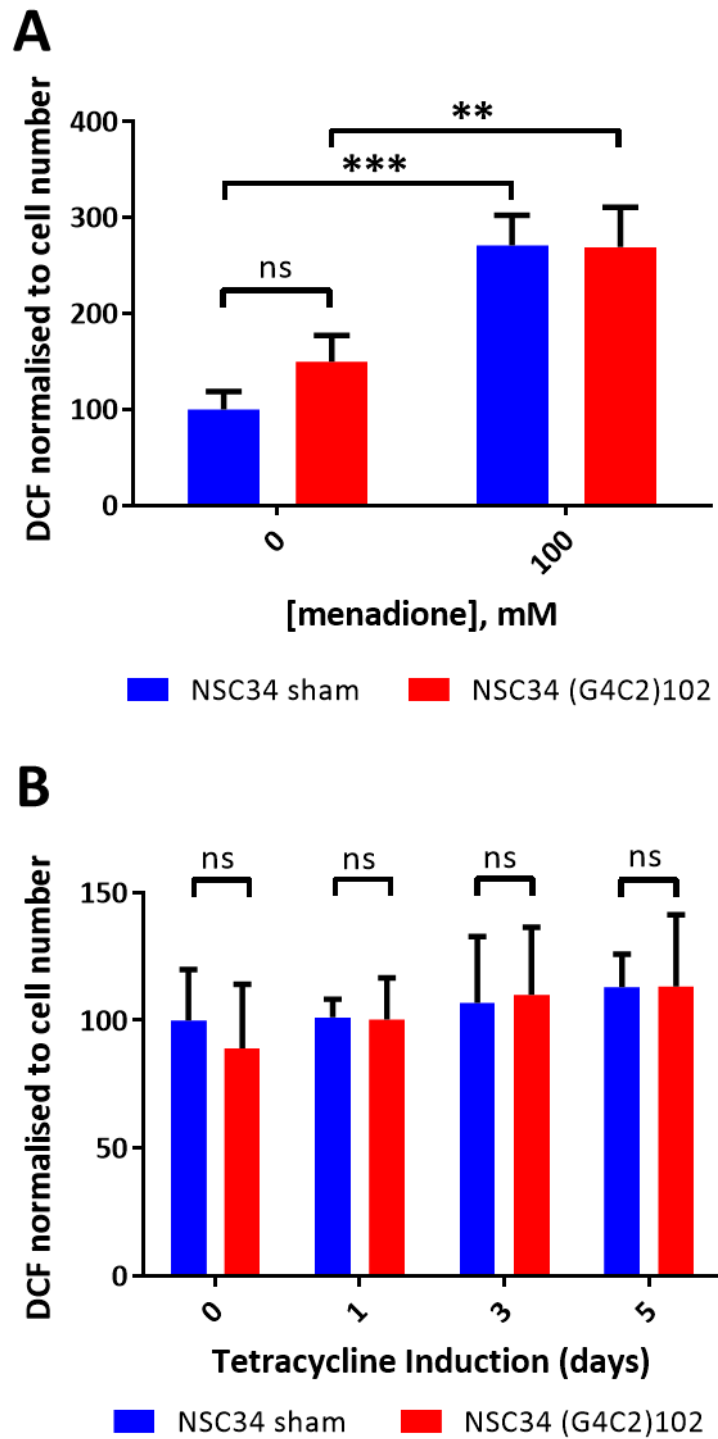 A
DCF normalised to cell number
400
300
200
100
0
**
***
ns
0
100
[menadione], mM
NSC34 sham
NSC34 (G4C2)102
B
DCF normalised to cell number
150
100
50
0
ns
ns
ns
ns
0
1
3
5
Tetracycline Induction (days)
NSC34 sham
NSC34 (G4C2)102